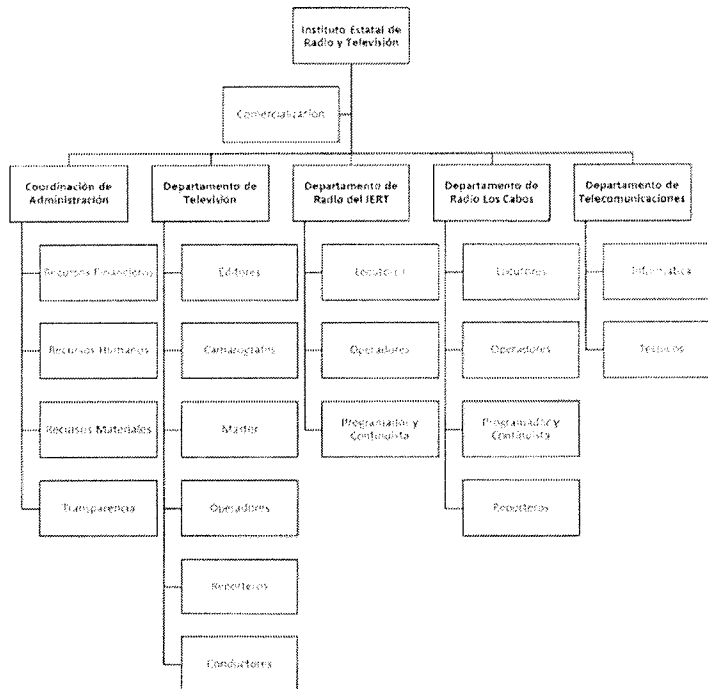 Instituto Estatal de
Radio y Televisión
Comercialización
Coordinación de
Administración
Departamento de
Televisión
Departamento de
Radio del IERT
Departamento de
Radio Los Cabos
Departamento de
Telecomunicaciones
Recursos Financieros
Editores
Locutores
Locutores
Informática
Recursos Humanos
Camarógrafos
Operadores
Operadores
Técnicos
Recursos Materiales
Master
Programador y
Continuista
Programador y
Continuista
Transparencia
Operadores
Reporteros
Reporteros
Conductores